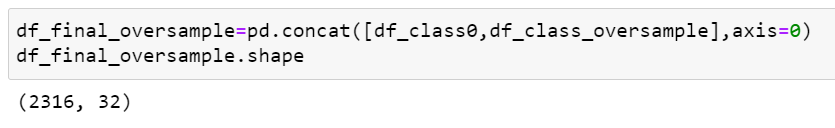 df_final_oversample=pd.concat([df_class0,df_class_oversample],axis=0)
df_final_oversample.shape
(2316, 32)